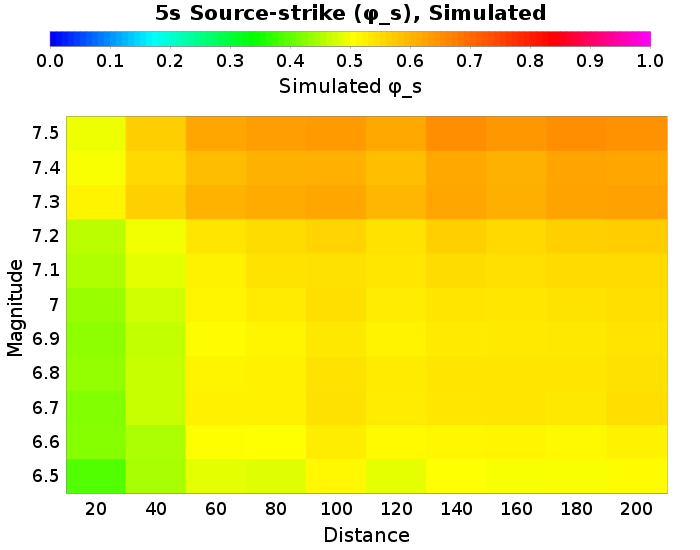 5s Source-strike (φ_s), Simulated
0.0 0.1 0.2 0.3 0.4 0.5 0.6 0.7 0.8 0.9 1.0
Simulated φ_s
Magnitude
7.5
7.4
7.3
7.2
7.1
7
6.9
6.8
6.7
6.6
6.5
20 40 60 80 100 120 140 160 180 200
Distance